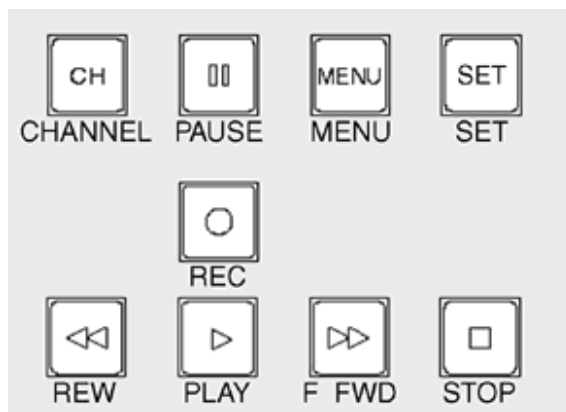 CH MENU SET
CHANNEL PAUSE MENU SET
REC
REW PLAY F FWD STOP